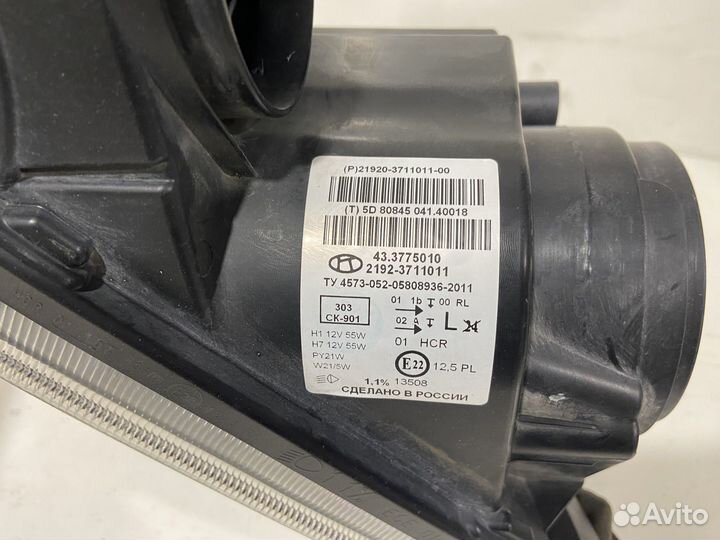 (P)21920-3711011-00
(T) 5D 80845 041.40018
43.3775010
2192-3711011
ТУ 4573-052-05808936-2011
303
СК-901
01 1b 00 RL
02 A L
01 HCR
H1 12V 55W
H7 12V 55W
PY21W
W21/5W
E22 12,5 PL
1,1% 13508
СДЕЛАНО В РОССИИ
Avito